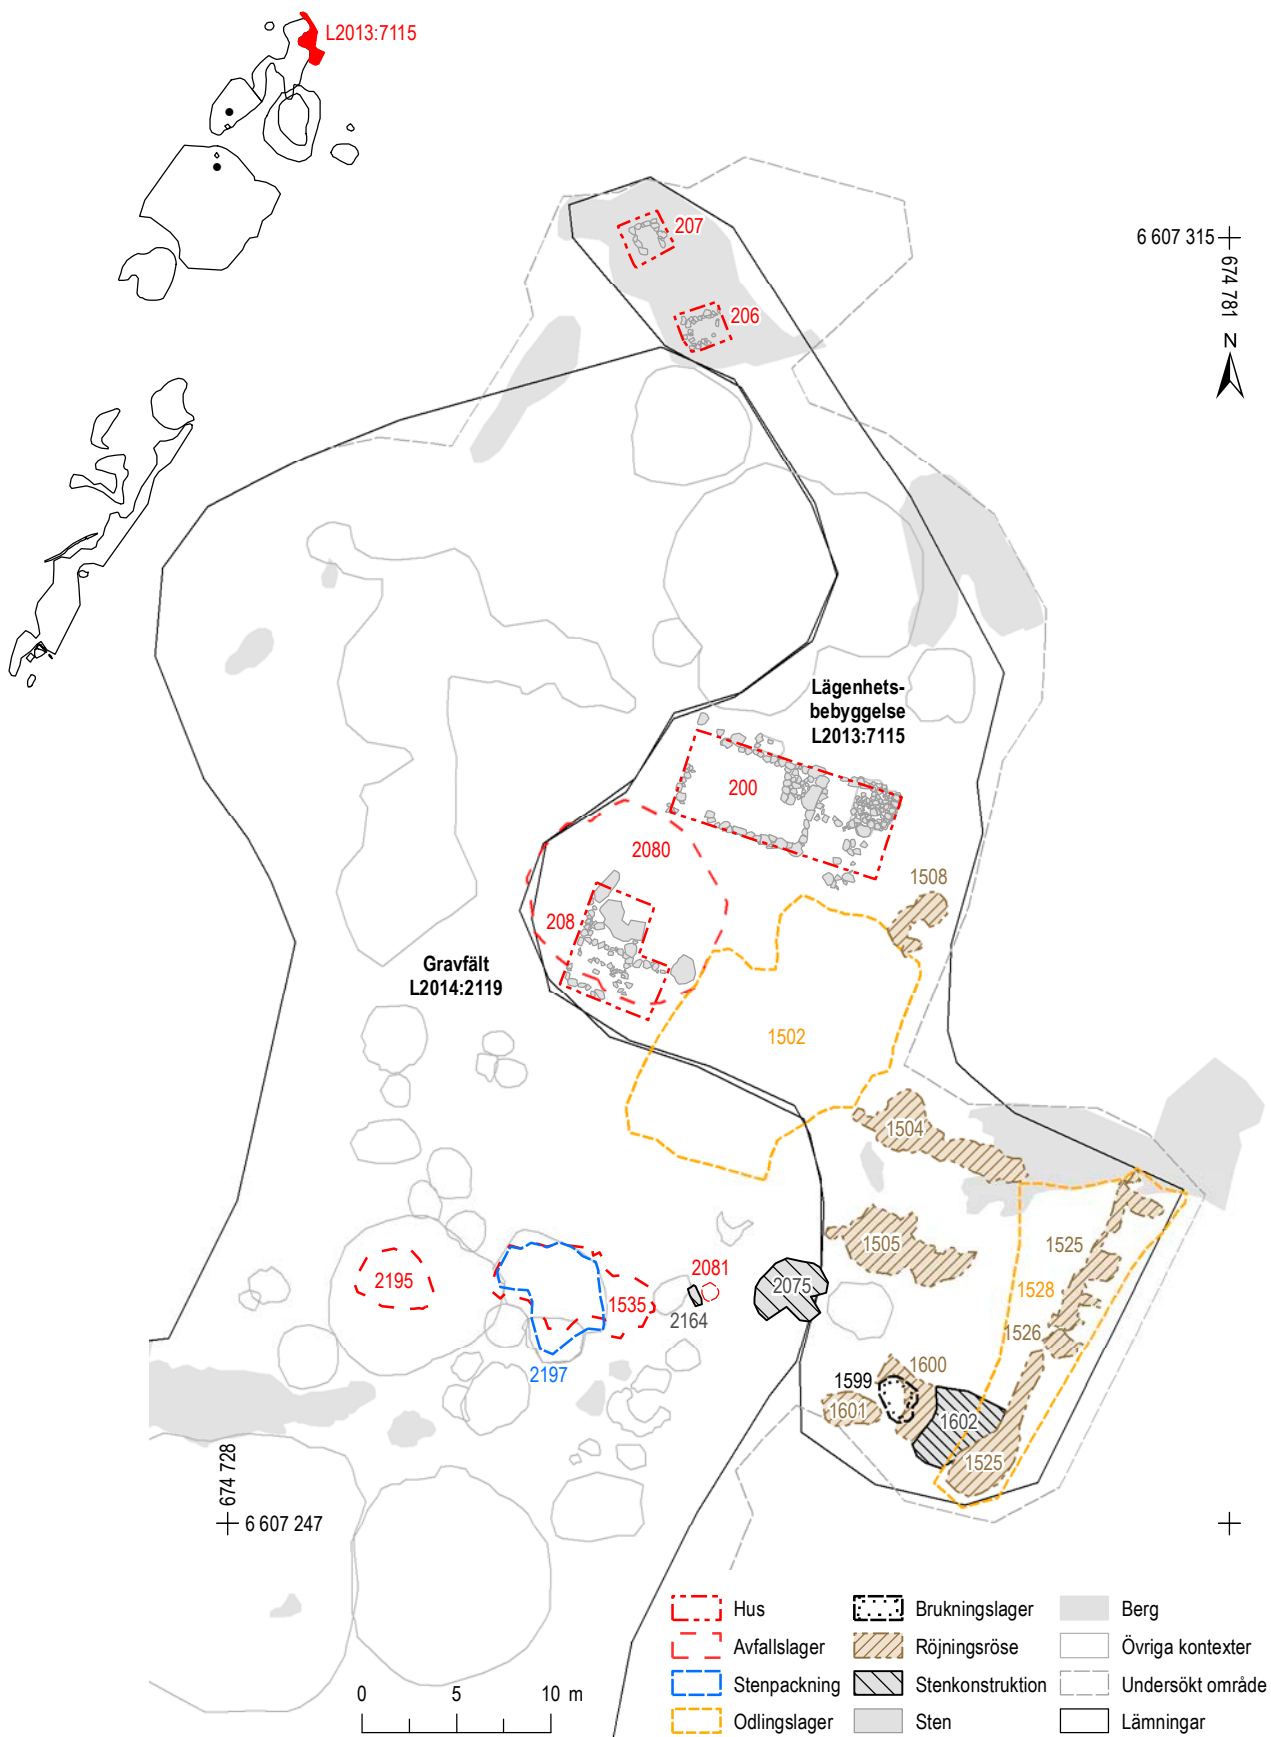 L2013:7115
207
6 607 315
674 781
N
206
Lägenhets-
bebyggelse
L2013:7115
200
2080
1508
208
Gravfält
L2014:2119
1502
1504
1505
1525
2195
2081
2075
1528
1535
2164
1526
2197
1599
1600
1601
1602
1525
674 728
6 607 247
Hus
Avfallslager
Stenpackning
Odlingslager
Brukningslager
Röjningsröse
Stenkonstruktion
Sten
Berg
Övriga kontexter
Undersökt område
Lämningar
0 5 10 m